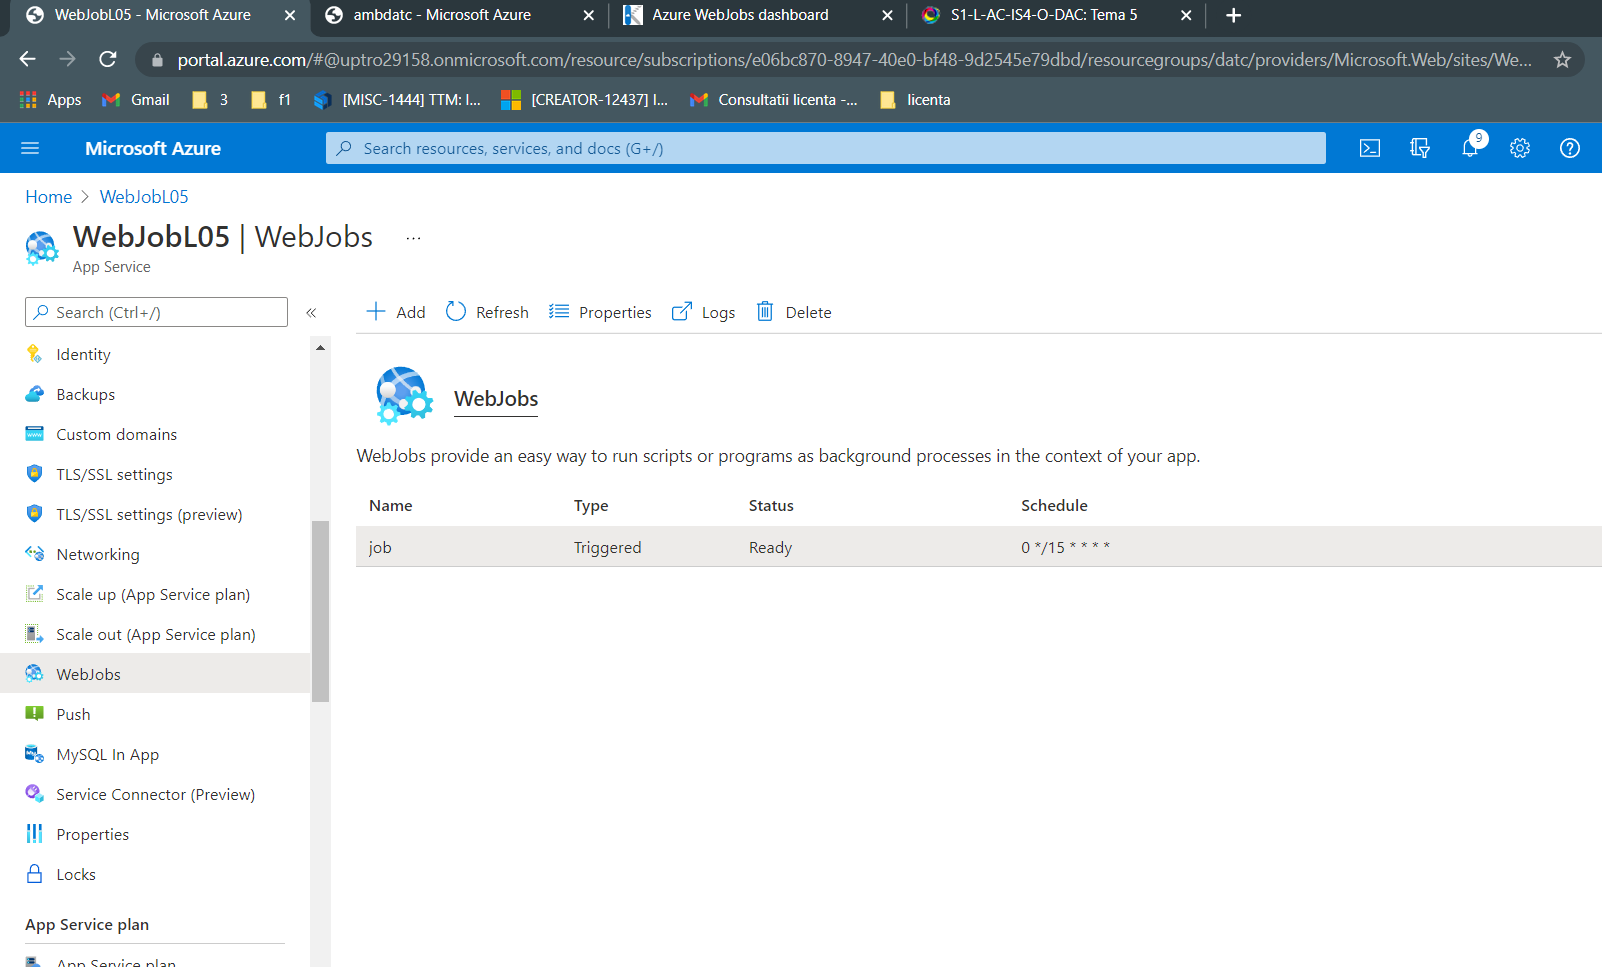 WebJobL05 - Microsoft Azure
ambdatc - Microsoft Azure
Azure WebJobs dashboard
S1-L-AC-IS4-O-DAC: Tema 5
portal.azure.com/#@uptro29158.onmicrosoft.com/resource/subscriptions/e06bc870-8947-40e0-bf48-9d2545e79dbd/resourcegroups/datc/providers/Microsoft.Web/sites/We...
Apps
Gmail
3
f1
[MISC-1444] TTM: I...
[CREATOR-12437] I...
Consultatii licenta -...
licenta
Microsoft Azure
Search resources, services, and docs (G+/)
9
Home > WebJobL05
WebJobL05 | WebJobs ...
App Service
Search (Ctrl+/)
«
Identity
Backups
Custom domains
TLS/SSL settings
TLS/SSL settings (preview)
Networking
Scale up (App Service plan)
Scale out (App Service plan)
WebJobs
Push
MySQL In App
Service Connector (Preview)
Properties
Locks
App Service plan
App Service plan
Add
Refresh
Properties
Logs
Delete
WebJobs
WebJobs provide an easy way to run scripts or programs as background processes in the context of your app.
Name Type Status Schedule
job Triggered Ready 0 */15 * * * *